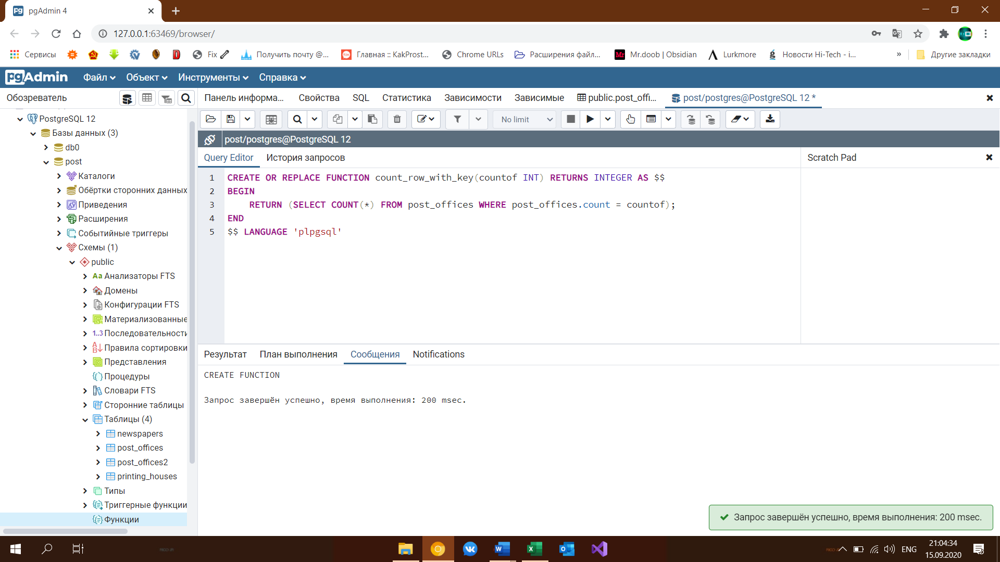 pgAdmin 4
127.0.0.1:63469/browser/
Сервисы
Fix
Получить почту @...
Главная :: KakProst...
Chrome URLs
Расширения файл...
Mr.doob | Obsidian
Lurkmore
Новости Hi-Tech - i...
»
Другие закладки
pgAdmin
Файл
Объект
Инструменты
Справка
Обозреватель
Панель информа...
Свойства
SQL
Статистика
Зависимости
Зависимые
public.post_offi...
post/postgres@PostgreSQL 12 *
No limit
post/postgres@PostgreSQL 12
Query Editor
История запросов
Scratch Pad
PostgreSQL 12
Базы данных (3)
db0
post
Каталоги
Обёртки сторонних данных
Приведения
Расширения
Событийные триггеры
Схемы (1)
public
Анализаторы FTS
Домены
Конфигурации FTS
Материализованные
Последовательности
Правила сортировки
Представления
Процедуры
Словари FTS
Сторонние таблицы
Таблицы (4)
newspapers
post_offices
post_offices2
printing_houses
Типы
Триггерные функции
Функции
1 CREATE OR REPLACE FUNCTION count_row_with_key(countof INT) RETURNS INTEGER AS $$
2 BEGIN
3 RETURN (SELECT COUNT(*) FROM post_offices WHERE post_offices.count = countof);
4 END
5 $$ LANGUAGE 'plpgsql'
Результат
План выполнения
Сообщения
Notifications
CREATE FUNCTION
Запрос завершён успешно, время выполнения: 200 msec.
Запрос завершён успешно, время выполнения: 200 msec.
ENG
21:04:34
15.09.2020